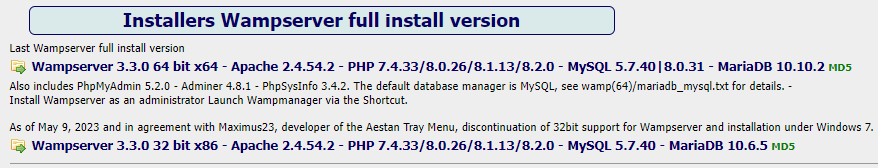 Installers Wampserver full install version
Last Wampserver full install version
Wampserver 3.3.0 64 bit x64 - Apache 2.4.54.2 - PHP 7.4.33/8.0.26/8.1.13/8.2.0 - MySQL 5.7.40|8.0.31 - MariaDB 10.10.2 MD5
Also includes PhpMyAdmin 5.2.0 - Adminer 4.8.1 - PhpSysInfo 3.4.2. The default database manager is MySQL, see wamp(64)/mariadb_mysql.txt for details. -
Install Wampserver as an administrator Launch Wampmanager via the Shortcut.
As of May 9, 2023 and in agreement with Maximus23, developer of the Aestan Tray Menu, discontinuation of 32bit support for Wampserver and installation under Windows 7.
Wampserver 3.3.0 32 bit x86 - Apache 2.4.54.2 - PHP 7.4.33/8.0.26/8.1.13/8.2.0 - MySQL 5.7.40 - MariaDB 10.6.5 MD5